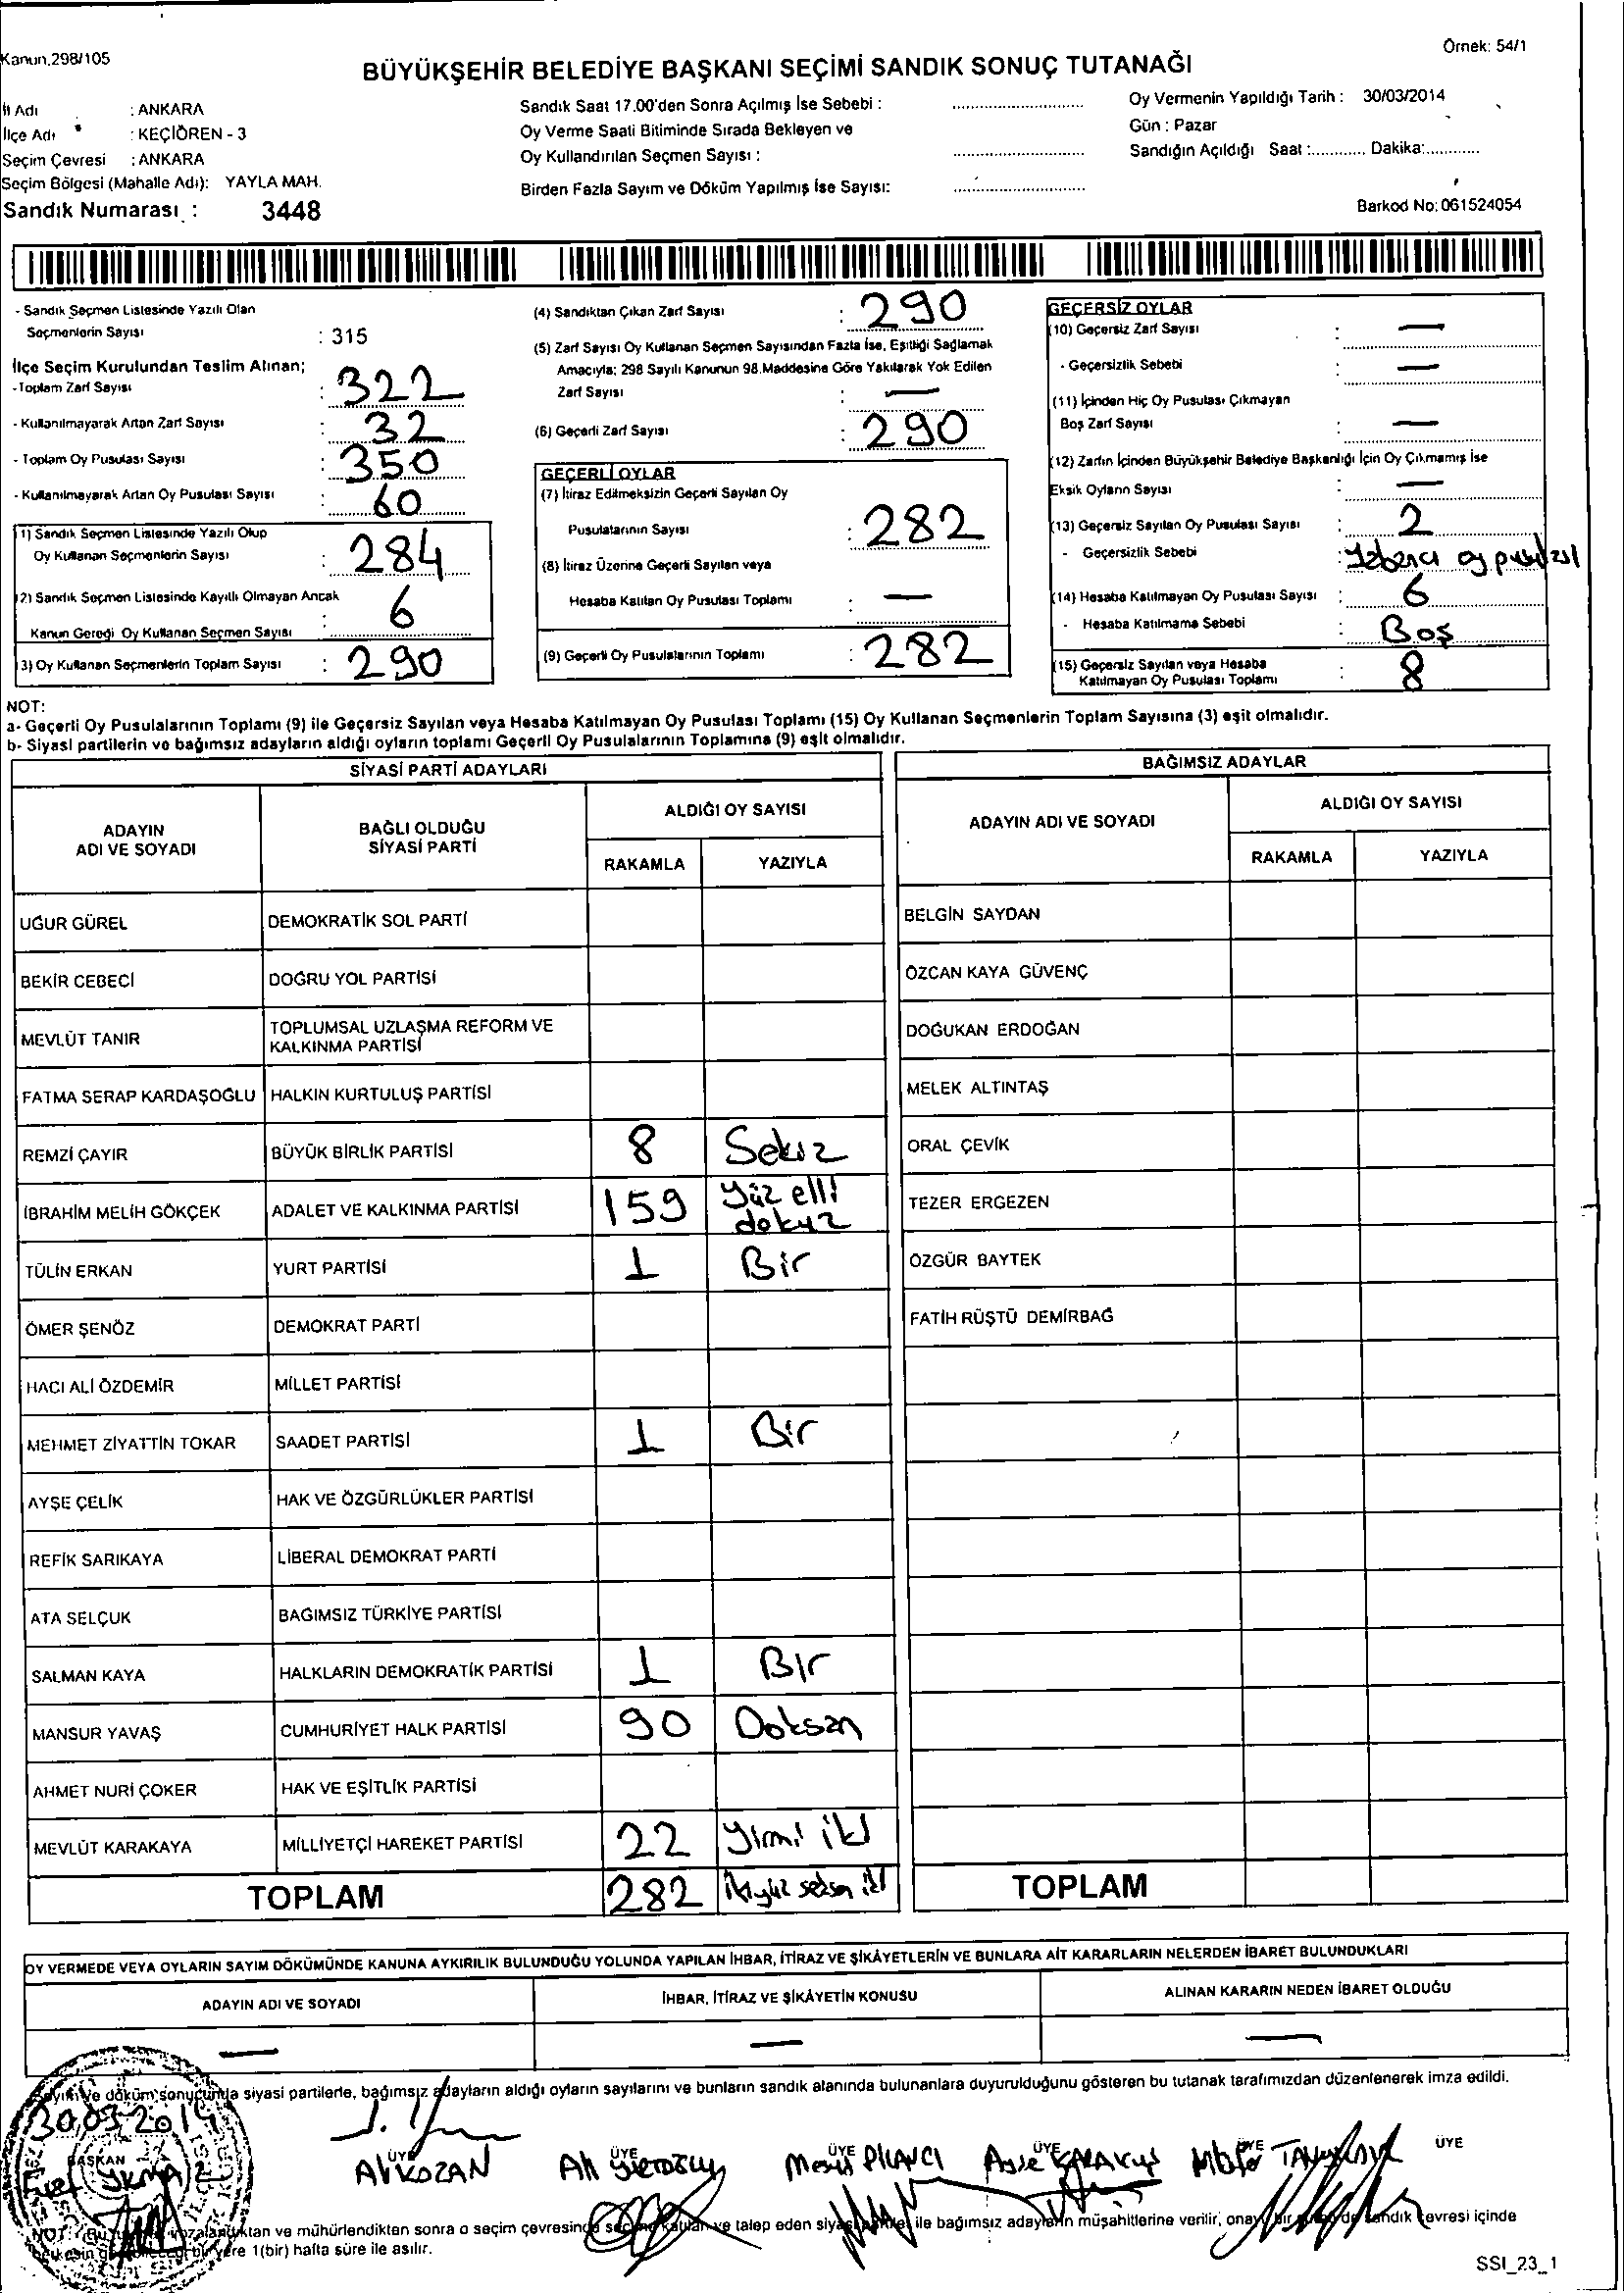 Kanun.298/105
Örnek: 54/1
BÜYÜKŞEHİR BELEDİYE BAŞKANI SEÇİMİ SANDIK SONUÇ TUTANAĞI
İl Adı : ANKARA
İlçe Adı : KEÇİÖREN - 3
Seçim Çevresi : ANKARA
Seçim Bölgesi (Mahalle Adı): YAYLA MAH.
Sandık Numarası : 3448
Sandık Saat 17.00'den Sonra Açılmış İse Sebebi :
Oy Verme Saati Bitiminde Sırada Bekleyen ve
Oy Kullandırılan Seçmen Sayısı :
Birden Fazla Sayım ve Döküm Yapılmış İse Sayısı:
Oy Vermenin Yapıldığı Tarih : 30/03/2014
Gün : Pazar
Sandığın Açıldığı Saat :............ Dakika:............
Barkod No: 061524054
- Sandık Seçmen Listesinde Yazılı Olan
Seçmenlerin Sayısı : 315
İlçe Seçim Kurulundan Teslim Alınan;
-Toplam Zarf Sayısı : 322
- Kullanılmayarak Artan Zarf Sayısı : 32
- Toplam Oy Pusulası Sayısı : 350
- Kullanılmayarak Artan Oy Pusulası Sayısı : 60
1) Sandık Seçmen Listesinde Yazılı Olup
Oy Kullanan Seçmenlerin Sayısı : 284
2) Sandık Seçmen Listesinde Kayıtlı Olmayan Ancak
Kanun Gereği Oy Kullanan Seçmen Sayısı : 6
3) Oy Kullanan Seçmenlerin Toplam Sayısı : 290
(4) Sandıktan Çıkan Zarf Sayısı : 290
(5) Zarf Sayısı Oy Kullanan Seçmen Sayısından Fazla İse, Eşitliği Sağlamak
Amacıyla; 298 Sayılı Kanunun 98.Maddesine Göre Yakılarak Yok Edilen
Zarf Sayısı : —
(6) Geçerli Zarf Sayısı : 290
GEÇERLİ OYLAR
(7) İtiraz Edilmeksizin Geçerli Sayılan Oy
Pusulalarının Sayısı : 282
(8) İtiraz Üzerine Geçerli Sayılan veya
Hesaba Katılan Oy Pusulası Toplamı : —
(9) Geçerli Oy Pusulalarının Toplamı : 282
GEÇERSİZ OYLAR
(10) Geçersiz Zarf Sayısı : —
- Geçersizlik Sebebi : —
(11) İçinden Hiç Oy Pusulası Çıkmayan
Boş Zarf Sayısı : —
(12) Zarfın İçinden Büyükşehir Belediye Başkanlığı İçin Oy Çıkmamış İse
Eksik Oyların Sayısı : —
(13) Geçersiz Sayılan Oy Pusulası Sayısı : 2
- Geçersizlik Sebebi : Yabancı oy
(14) Hesaba Katılmayan Oy Pusulası Sayısı : 6
- Hesaba Katılmama Sebebi : Boş
(15) Geçersiz Sayılan veya Hesaba
Katılmayan Oy Pusulası Toplamı : 8
NOT:
a- Geçerli Oy Pusulalarının Toplamı (9) ile Geçersiz Sayılan veya Hesaba Katılmayan Oy Pusulası Toplamı (15) Oy Kullanan Seçmenlerin Toplam Sayısına (3) eşit olmalıdır.
b- Siyasi partilerin ve bağımsız adayların aldığı oyların toplamı Geçerli Oy Pusulalarının Toplamına (9) eşit olmalıdır.
SİYASİ PARTİ ADAYLARI
ADAYIN ADI VE SOYADI
BAĞLI OLDUĞU SİYASİ PARTİ
ALDIĞI OY SAYISI
RAKAMLA YAZIYLA
UĞUR GÜREL DEMOKRATİK SOL PARTİ
BEKİR CEBECİ DOĞRU YOL PARTİSİ
MEVLÜT TANIR TOPLUMSAL UZLAŞMA REFORM VE KALKINMA PARTİSİ
FATMA SERAP KARDAŞOĞLU HALKIN KURTULUŞ PARTİSİ
REMZİ ÇAYIR BÜYÜK BİRLİK PARTİSİ 8 Sekiz
İBRAHİM MELİH GÖKÇEK ADALET VE KALKINMA PARTİSİ 159 Yüz elli dokuz
TÜLİN ERKAN YURT PARTİSİ 1 Bir
ÖMER ŞENÖZ DEMOKRAT PARTİ
HACI ALİ ÖZDEMİR MİLLET PARTİSİ
MEHMET ZİYATTİN TOKAR SAADET PARTİSİ 1 Bir
AYŞE ÇELİK HAK VE ÖZGÜRLÜKLER PARTİSİ
REFİK SARIKAYA LİBERAL DEMOKRAT PARTİ
ATA SELÇUK BAĞIMSIZ TÜRKİYE PARTİSİ
SALMAN KAYA HALKLARIN DEMOKRATİK PARTİSİ 1 Bir
MANSUR YAVAŞ CUMHURİYET HALK PARTİSİ 90 Doksan
AHMET NURİ ÇOKER HAK VE EŞİTLİK PARTİSİ
MEVLÜT KARAKAYA MİLLİYETÇİ HAREKET PARTİSİ 22 Yirmi iki
TOPLAM 282 İkiyüz seksen iki
BAĞIMSIZ ADAYLAR
ADAYIN ADI VE SOYADI
ALDIĞI OY SAYISI
RAKAMLA YAZIYLA
BELGİN SAYDAN
ÖZCAN KAYA GÜVENÇ
DOĞUKAN ERDOĞAN
MELEK ALTINTAŞ
ORAL ÇEVİK
TEZER ERGEZEN
ÖZGÜR BAYTEK
FATİH RÜŞTÜ DEMİRBAĞ
TOPLAM
OY VERMEDE VEYA OYLARIN SAYIM DÖKÜMÜNDE KANUNA AYKIRILIK BULUNDUĞU YOLUNDA YAPILAN İHBAR, İTİRAZ VE ŞİKÂYETLERİN VE BUNLARA AİT KARARLARIN NELERDEN İBARET BULUNDUKLARI
ADAYIN ADI VE SOYADI İHBAR, İTİRAZ VE ŞİKÂYETİN KONUSU ALINAN KARARIN NEDEN İBARET OLDUĞU
— — —
ve döküm sonucunda siyasi partilerle, bağımsız adayların aldığı oyların sayılarını ve bunların sandık alanında bulunanlara duyurulduğunu gösteren bu tutanak tarafımızdan düzenlenerek imza edildi.
30.03.2014
BAŞKAN ÜYE ÜYE ÜYE ÜYE ÜYE ÜYE
Ali KOZAN Ali Ayşe KARAKUŞ
NOT: Bu imzalandıktan ve mühürlendikten sonra o seçim çevresinde seçime katılan ve talep eden siyasi partiler ile bağımsız adayların müşahitlerine verilir, onaylı bir sandık çevresi içinde
bir yere 1(bir) hafta süre ile asılır.
SSI_23_1